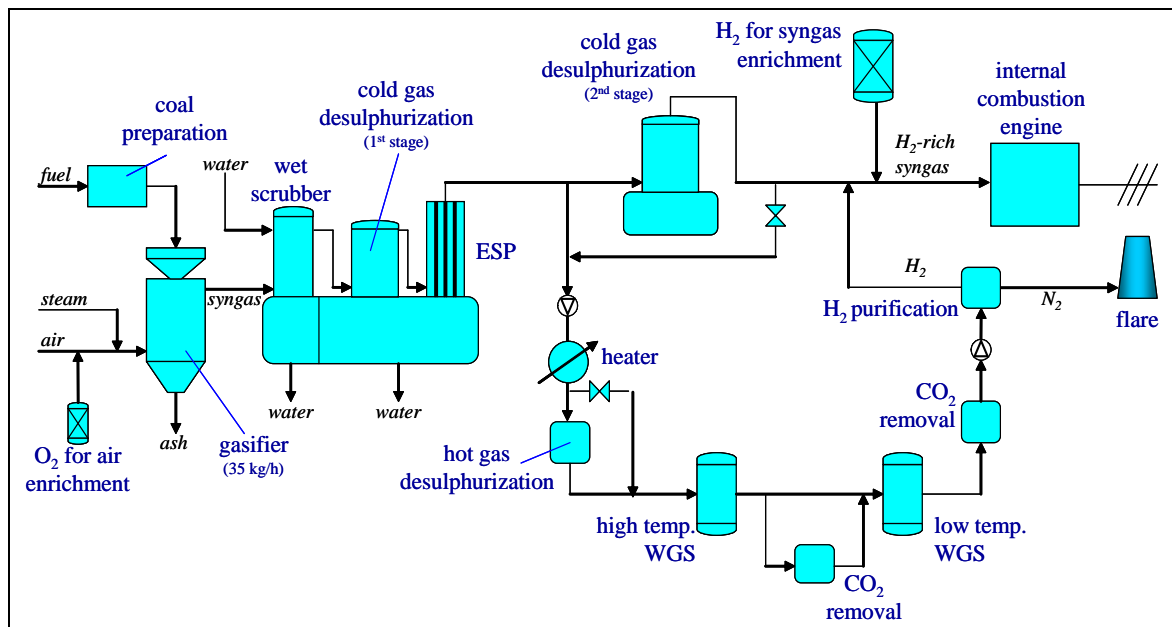 H2 for syngas
enrichment
cold gas
desulphurization
(2nd stage)
internal
combustion
engine
cold gas
desulphurization
(1st stage)
coal
preparation
water
wet
scrubber
fuel
H2-rich
syngas
ESP
steam
syngas
air
H2
N2
H2 purification
flare
heater
water
water
ash
gasifier
(35 kg/h)
O2 for air
enrichment
CO2
removal
hot gas
desulphurization
high temp.
WGS
low temp.
WGS
CO2
removal